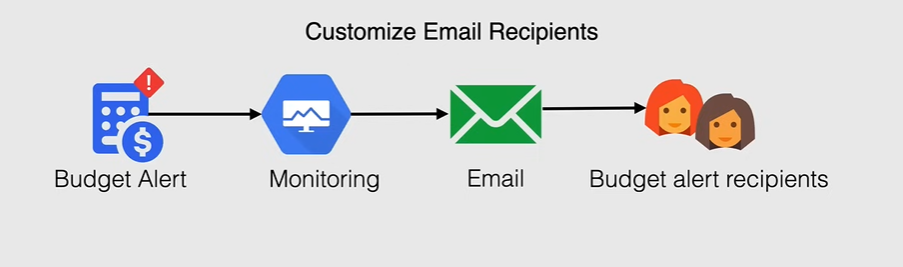 Customize Email Recipients
!
$
Budget Alert
Monitoring
Email
Budget alert recipients